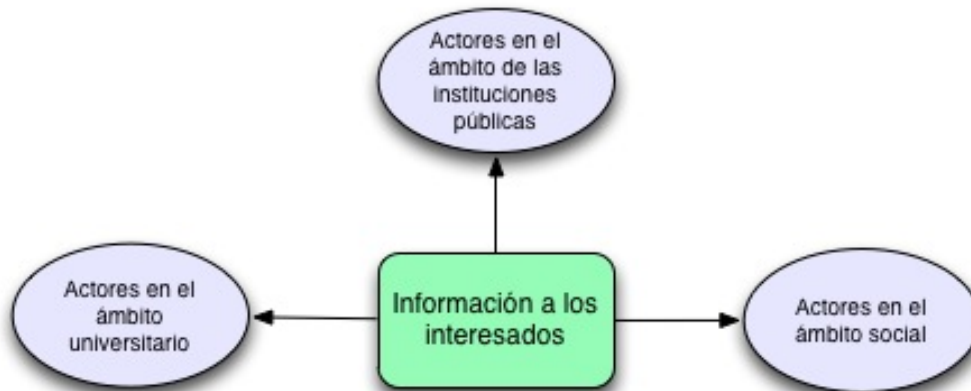 Actores en el
ámbito de las
instituciones
públicas
Actores en el
ámbito
universitario
Información a los
interesados
Actores en el
ámbito social